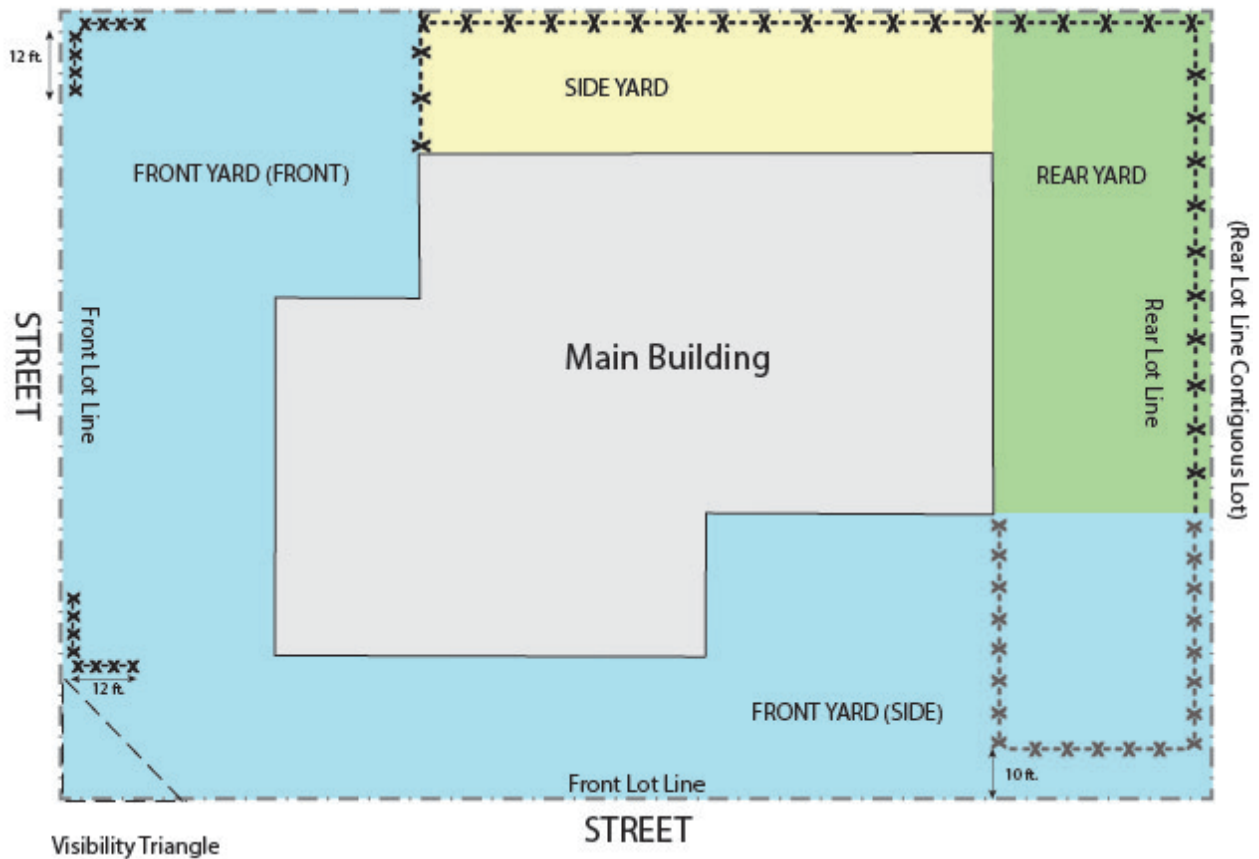 12 ft.
SIDE YARD
FRONT YARD (FRONT)
REAR YARD
STREET
Front Lot Line
Main Building
Rear Lot Line
(Rear Lot Line Contiguous Lot)
12 ft.
FRONT YARD (SIDE)
10 ft.
Front Lot Line
STREET
Visibility Triangle